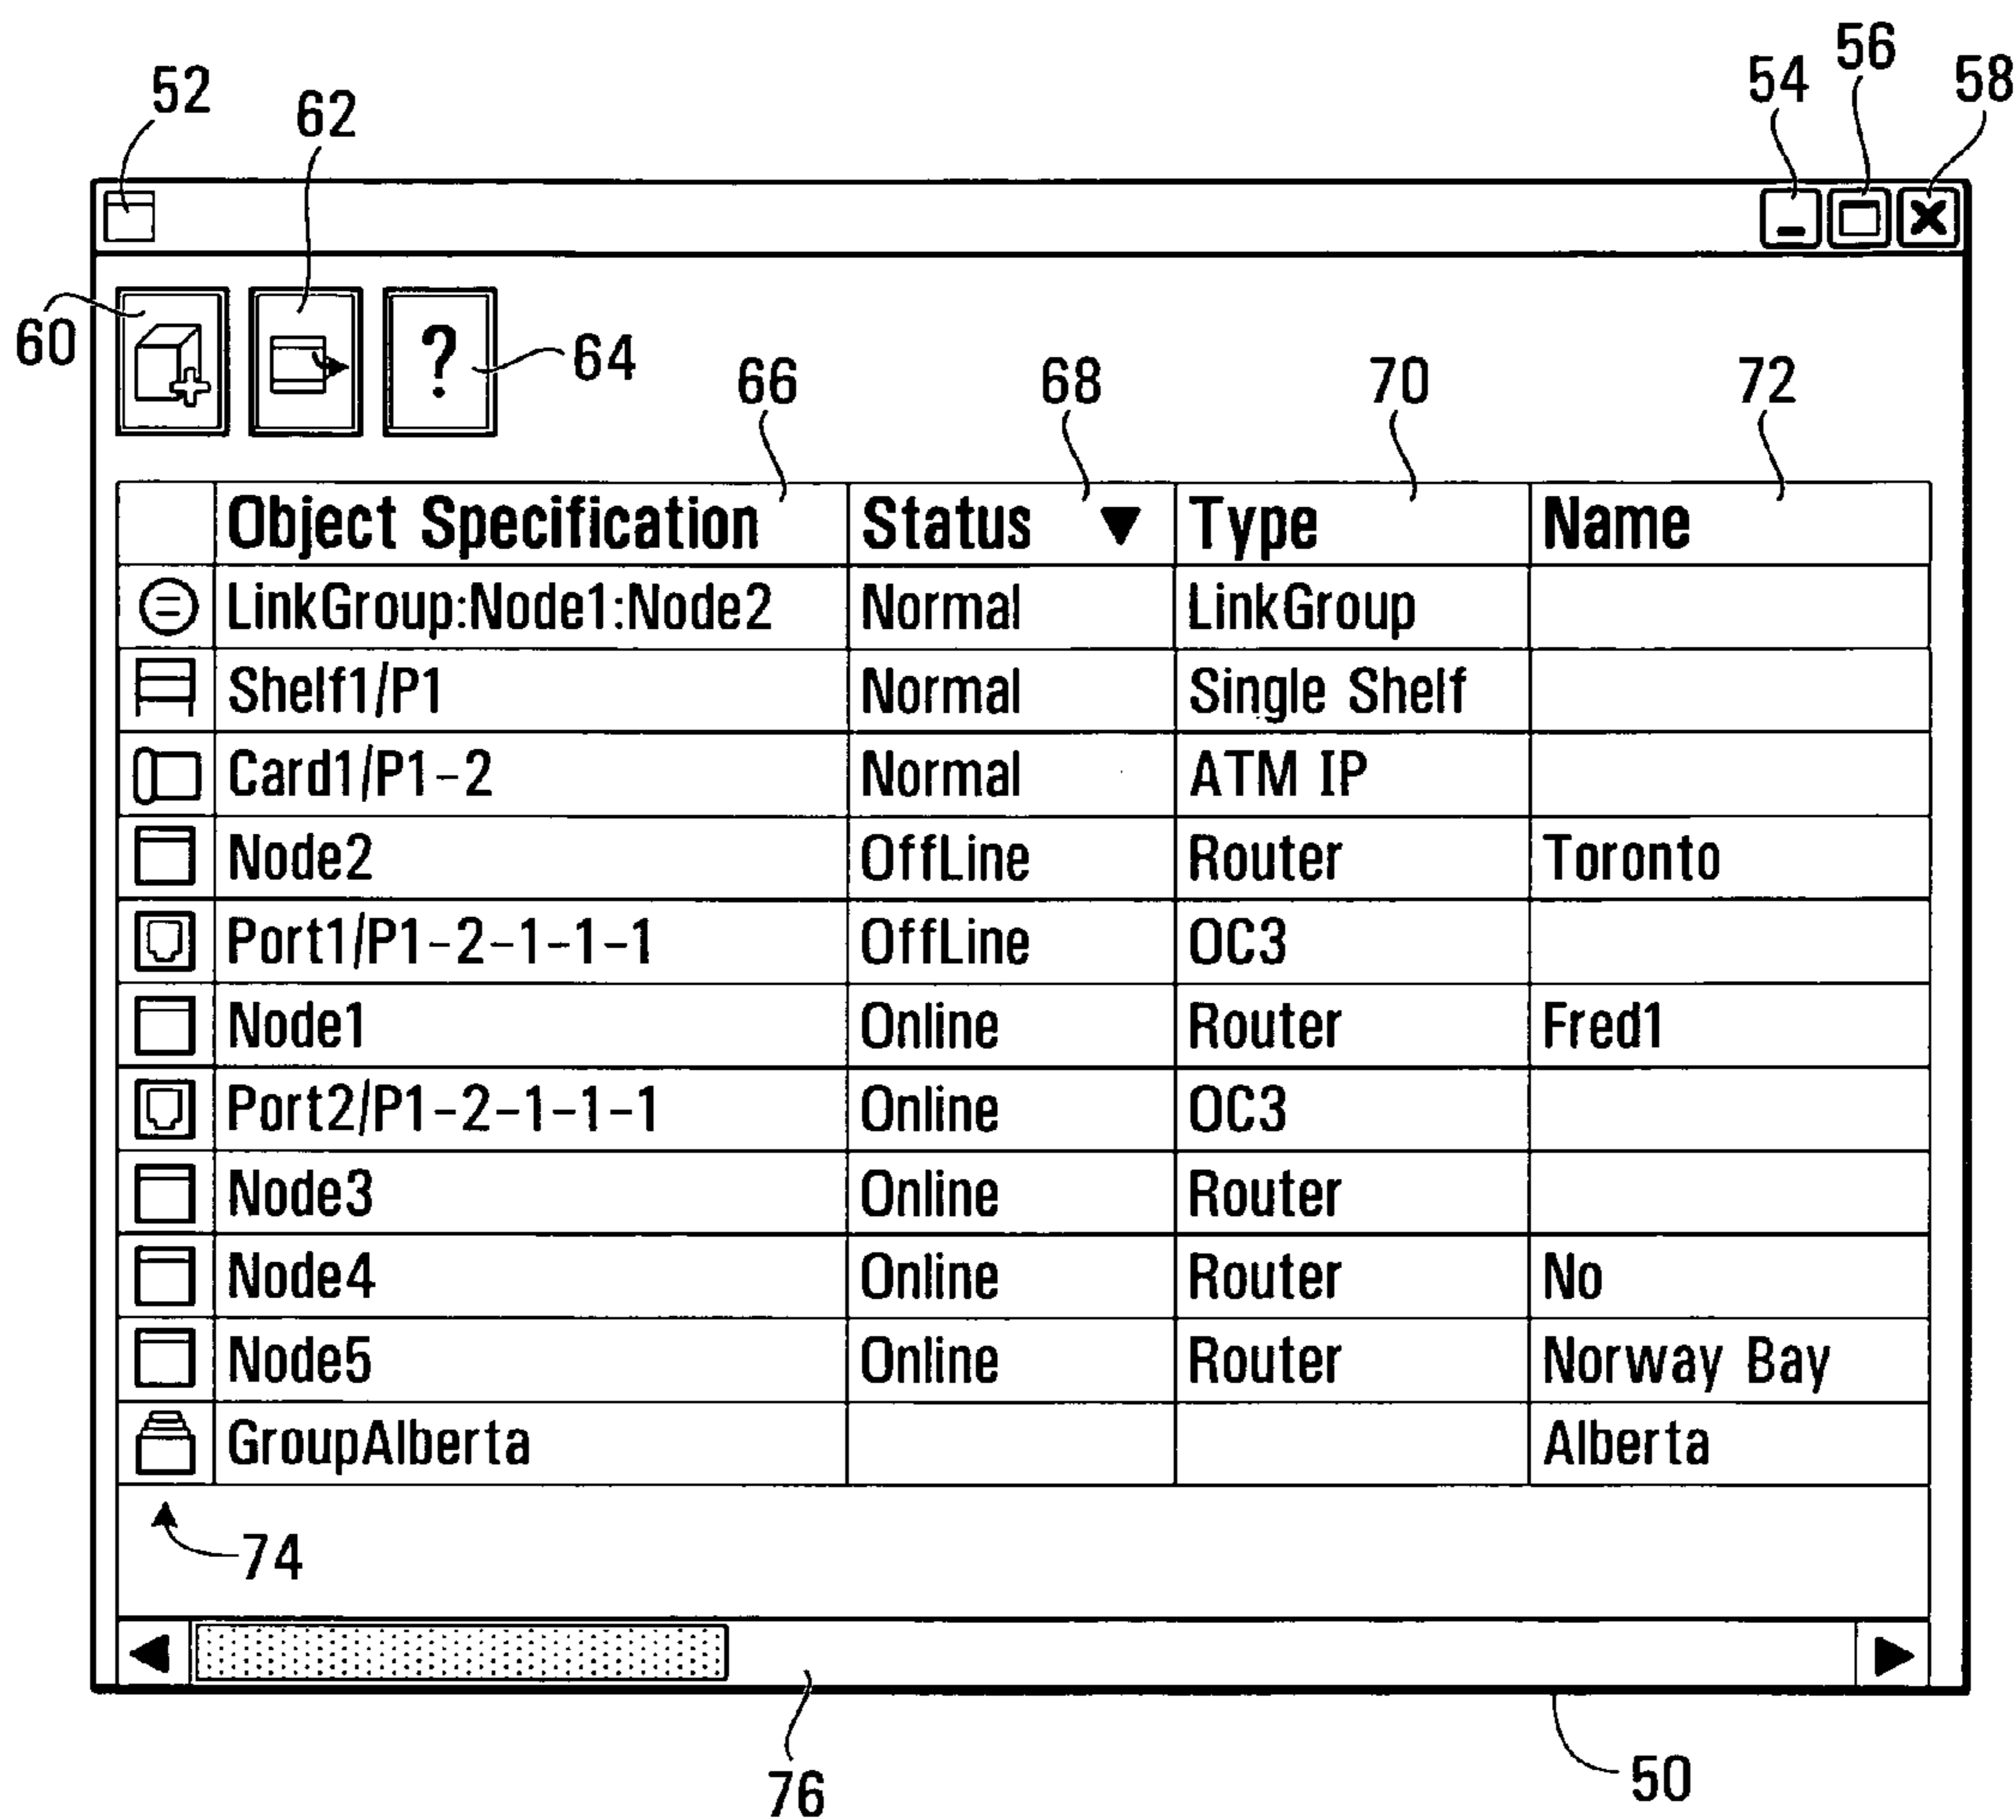 56
52 54 58
62
60 ? 64
66 68 70 72
Object Specification Status ▼ Type Name
LinkGroup:Node1:Node2 Normal LinkGroup
Shelf1/P1 Normal Single Shelf
Card1/P1-2 Normal ATM IP
Node2 OffLine Router Toronto
Port1/P1-2-1-1-1 OffLine OC3
Node1 Online Router Fred1
Port2/P1-2-1-1-1 Online OC3
Node3 Online Router
Node4 Online Router No
Node5 Online Router Norway Bay
GroupAlberta Alberta
74
50
76